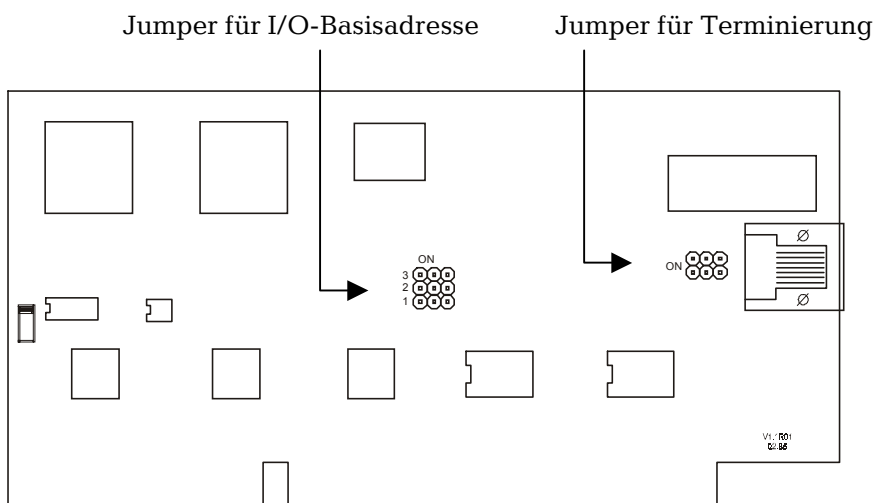 Jumper für I/O-Basisadresse
Jumper für Terminierung
ON
3
2
1
ON